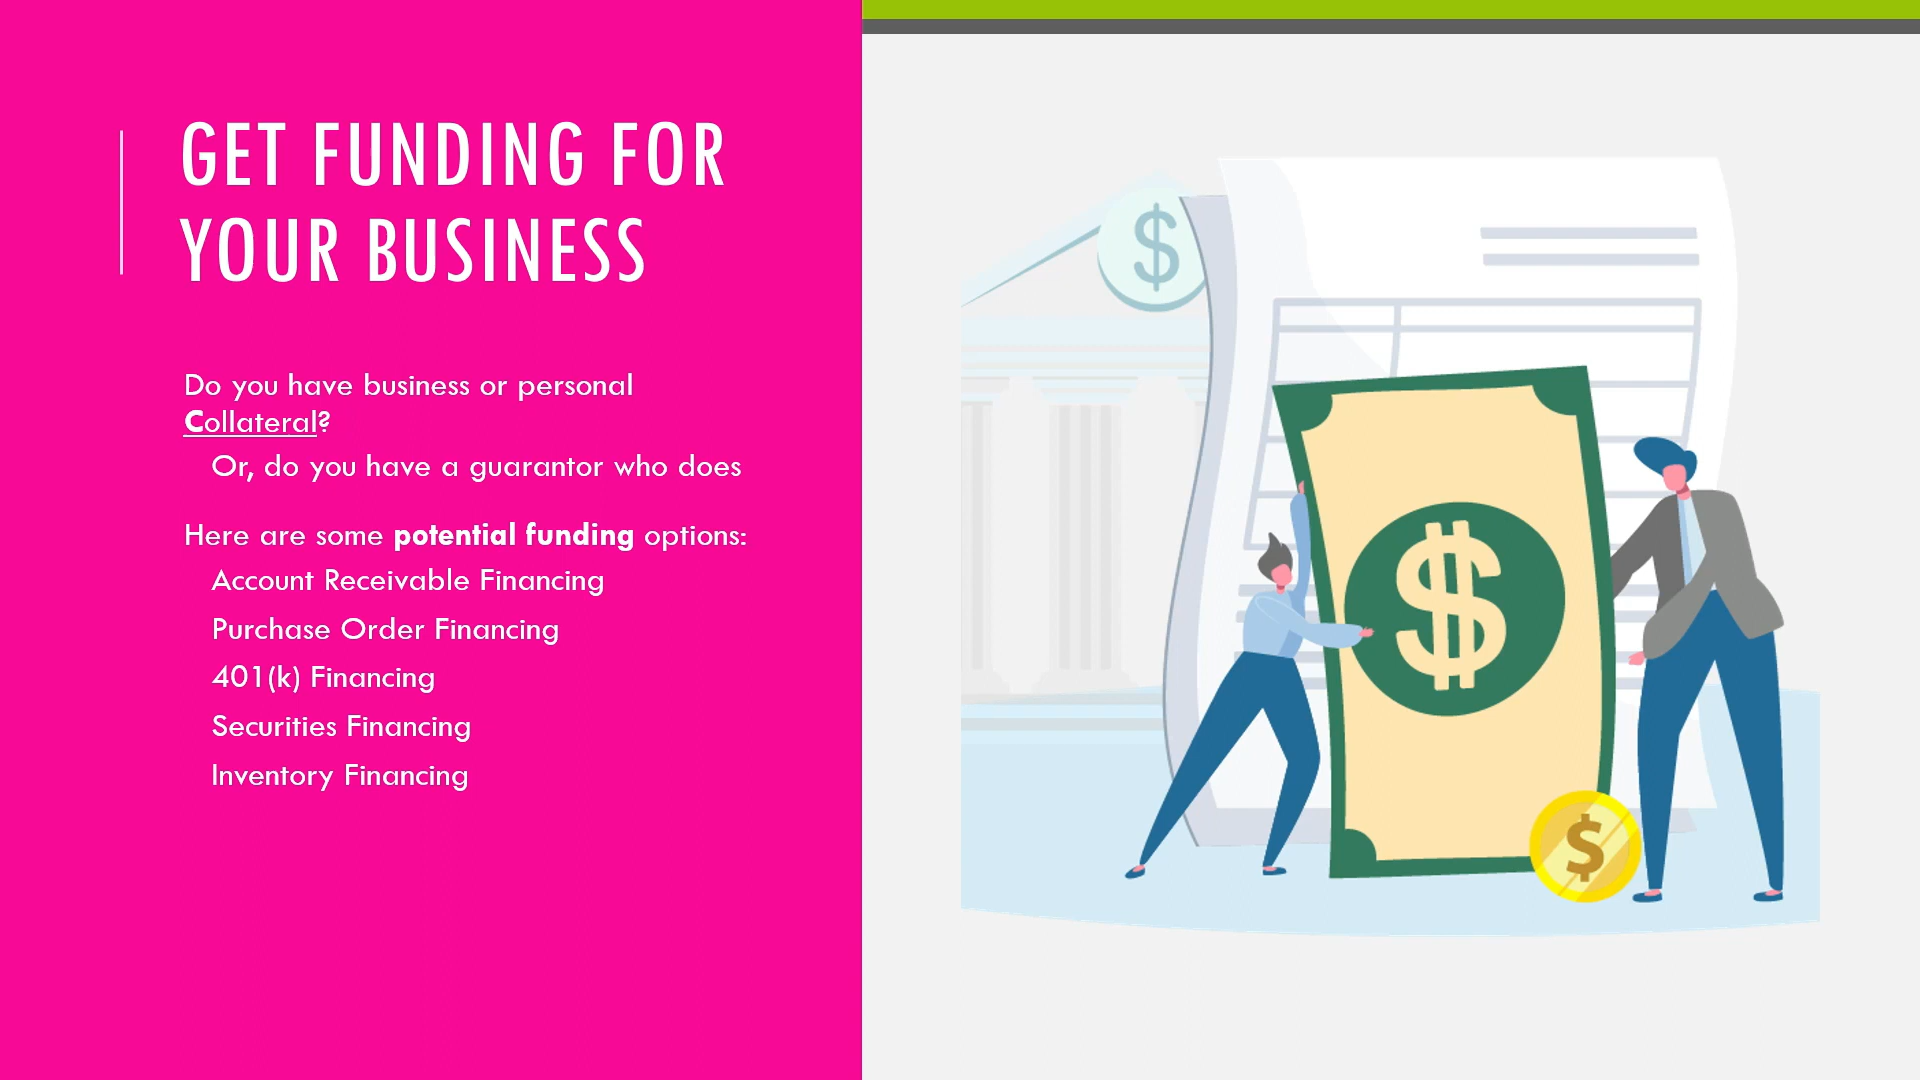 GET FUNDING FOR
YOUR BUSINESS
Do you have business or personal
Collateral?
Or, do you have a guarantor who does
Here are some potential funding options:
Account Receivable Financing
Purchase Order Financing
401(k) Financing
Securities Financing
Inventory Financing
$
$
$